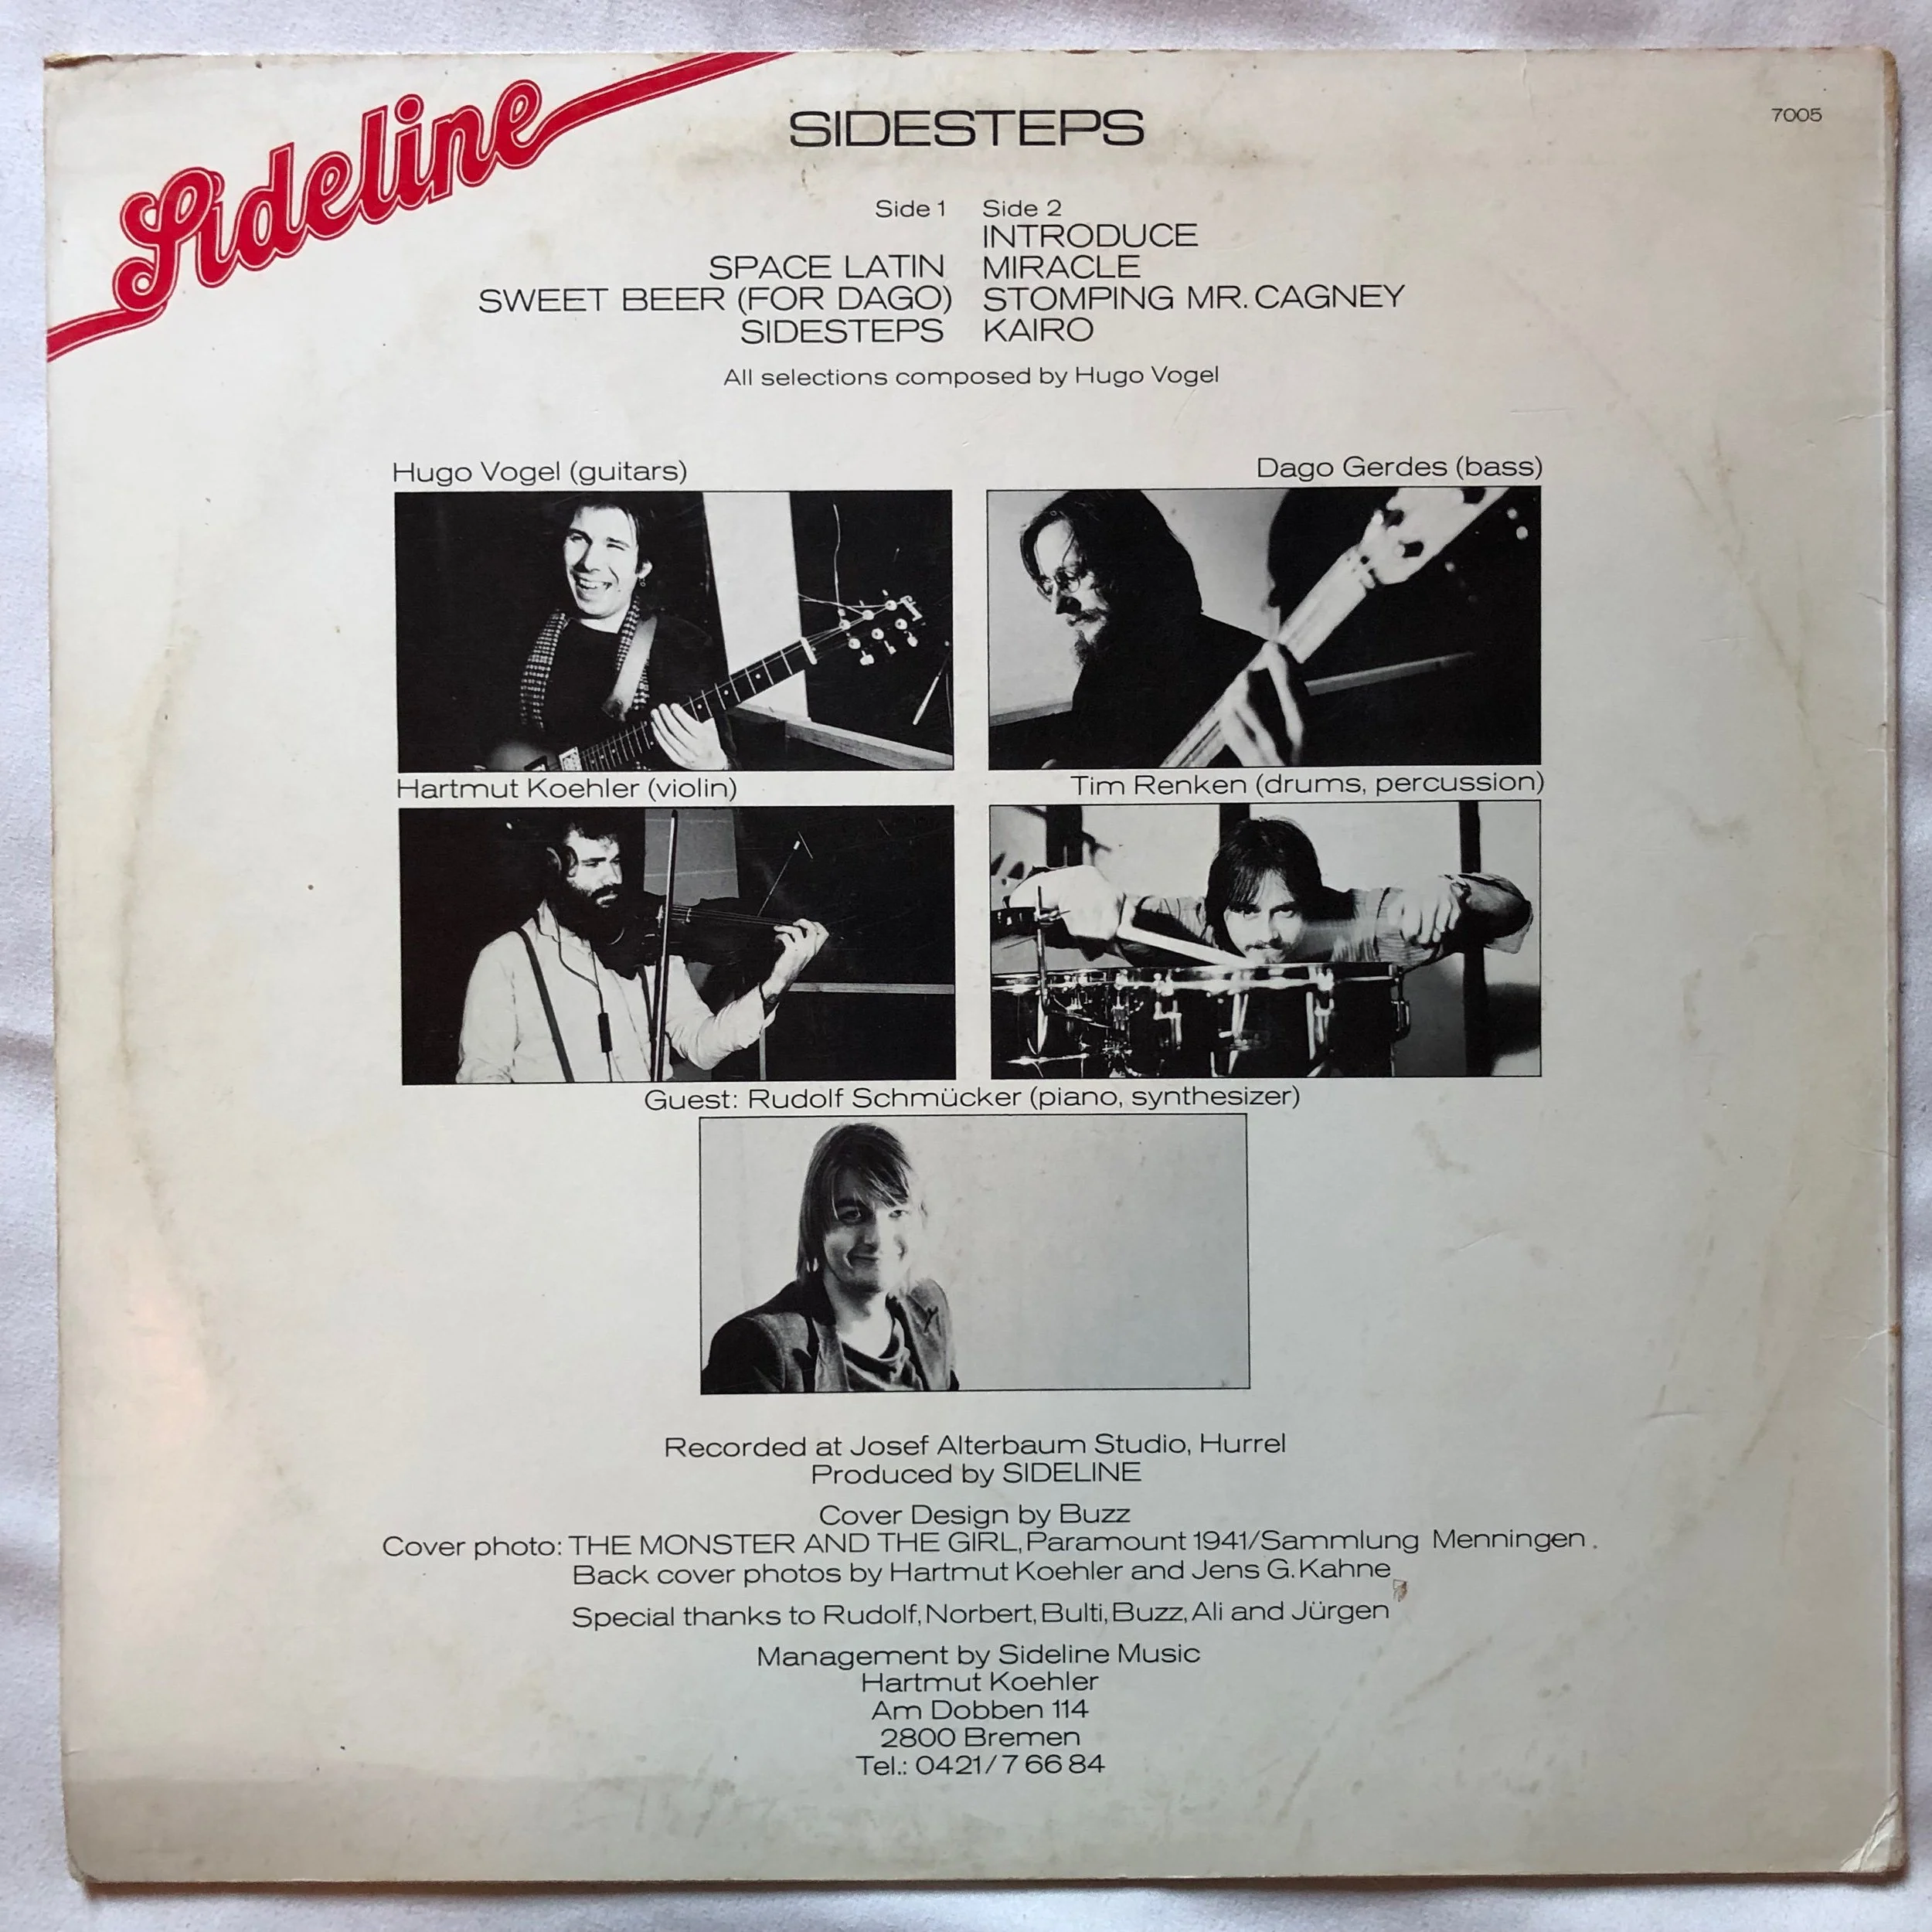 Sideline
SIDESTEPS
7005
Side 1
SPACE LATIN
SWEET BEER (FOR DAGO)
SIDESTEPS
Side 2
INTRODUCE
MIRACLE
STOMPING MR. CAGNEY
KAIRO
All selections composed by Hugo Vogel
Hugo Vogel (guitars)
Dago Gerdes (bass)
Hartmut Koehler (violin)
Tim Renken (drums, percussion)
Guest: Rudolf Schmücker (piano, synthesizer)
Recorded at Josef Alterbaum Studio, Hurrel
Produced by SIDELINE
Cover Design by Buzz
Cover photo: THE MONSTER AND THE GIRL, Paramount 1941/Sammlung Menningen.
Back cover photos by Hartmut Koehler and Jens G. Kahne
Special thanks to Rudolf, Norbert, Bulti, Buzz, Ali and Jürgen
Management by Sideline Music
Hartmut Koehler
Am Dobben 114
2800 Bremen
Tel.: 0421/7 66 84